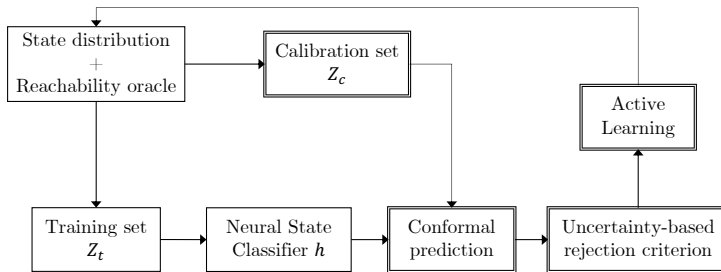 State distribution
+
Reachability oracle
Calibration set
Z_c
Active
Learning
Training set
Z_t
Neural State
Classifier h
Conformal
prediction
Uncertainty-based
rejection criterion